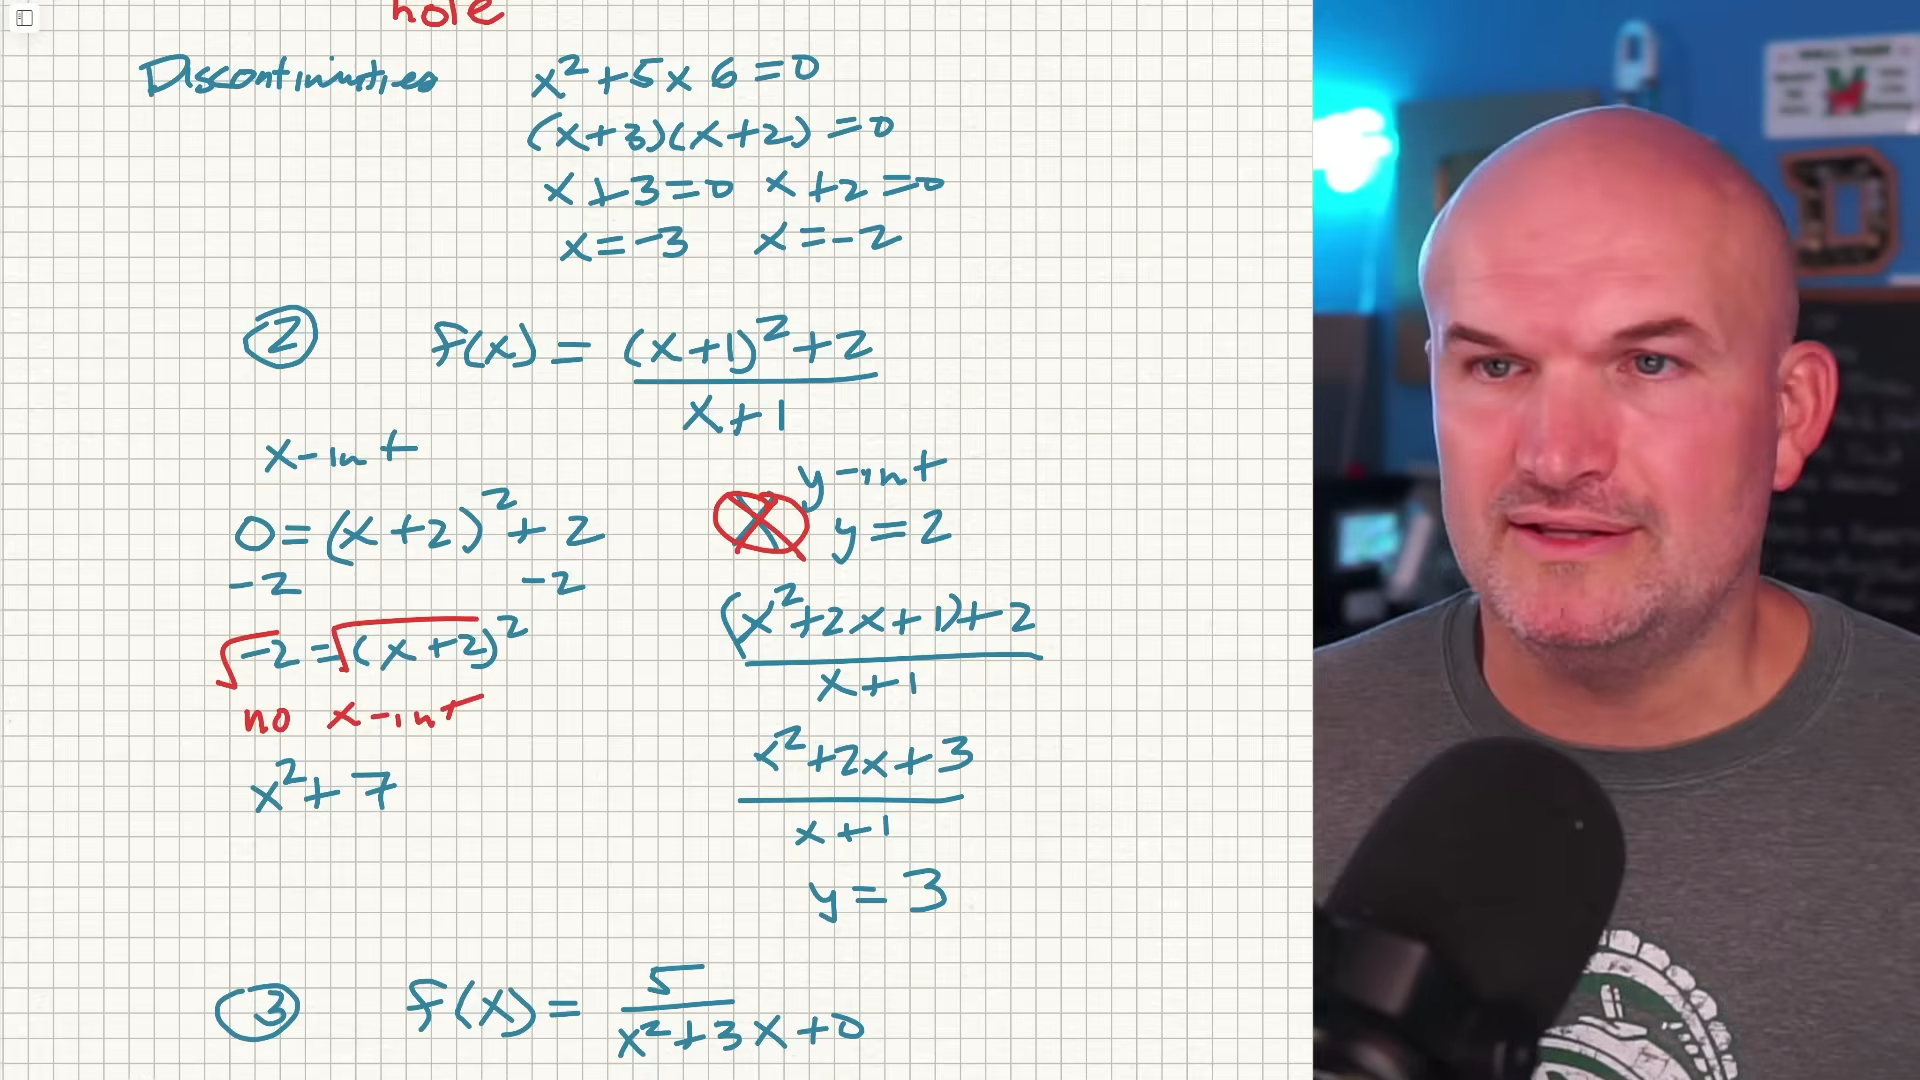 hole
Discontinuities
x² + 5x 6 = 0
(x+3)(x+2) = 0
x+3=0 x+2=0
x=-3 x=-2
② f(x) = (x+1)²+2
x+1
x-int
0=(x+2)²+2
-2 -2
√-2 = √(x+2)²
no x-int
x²+7
y-int
y=2
(x²+2x+1)+2
x+1
x²+2x+3
x+1
y=3
③ f(x) = 5
x²+3x+0
D